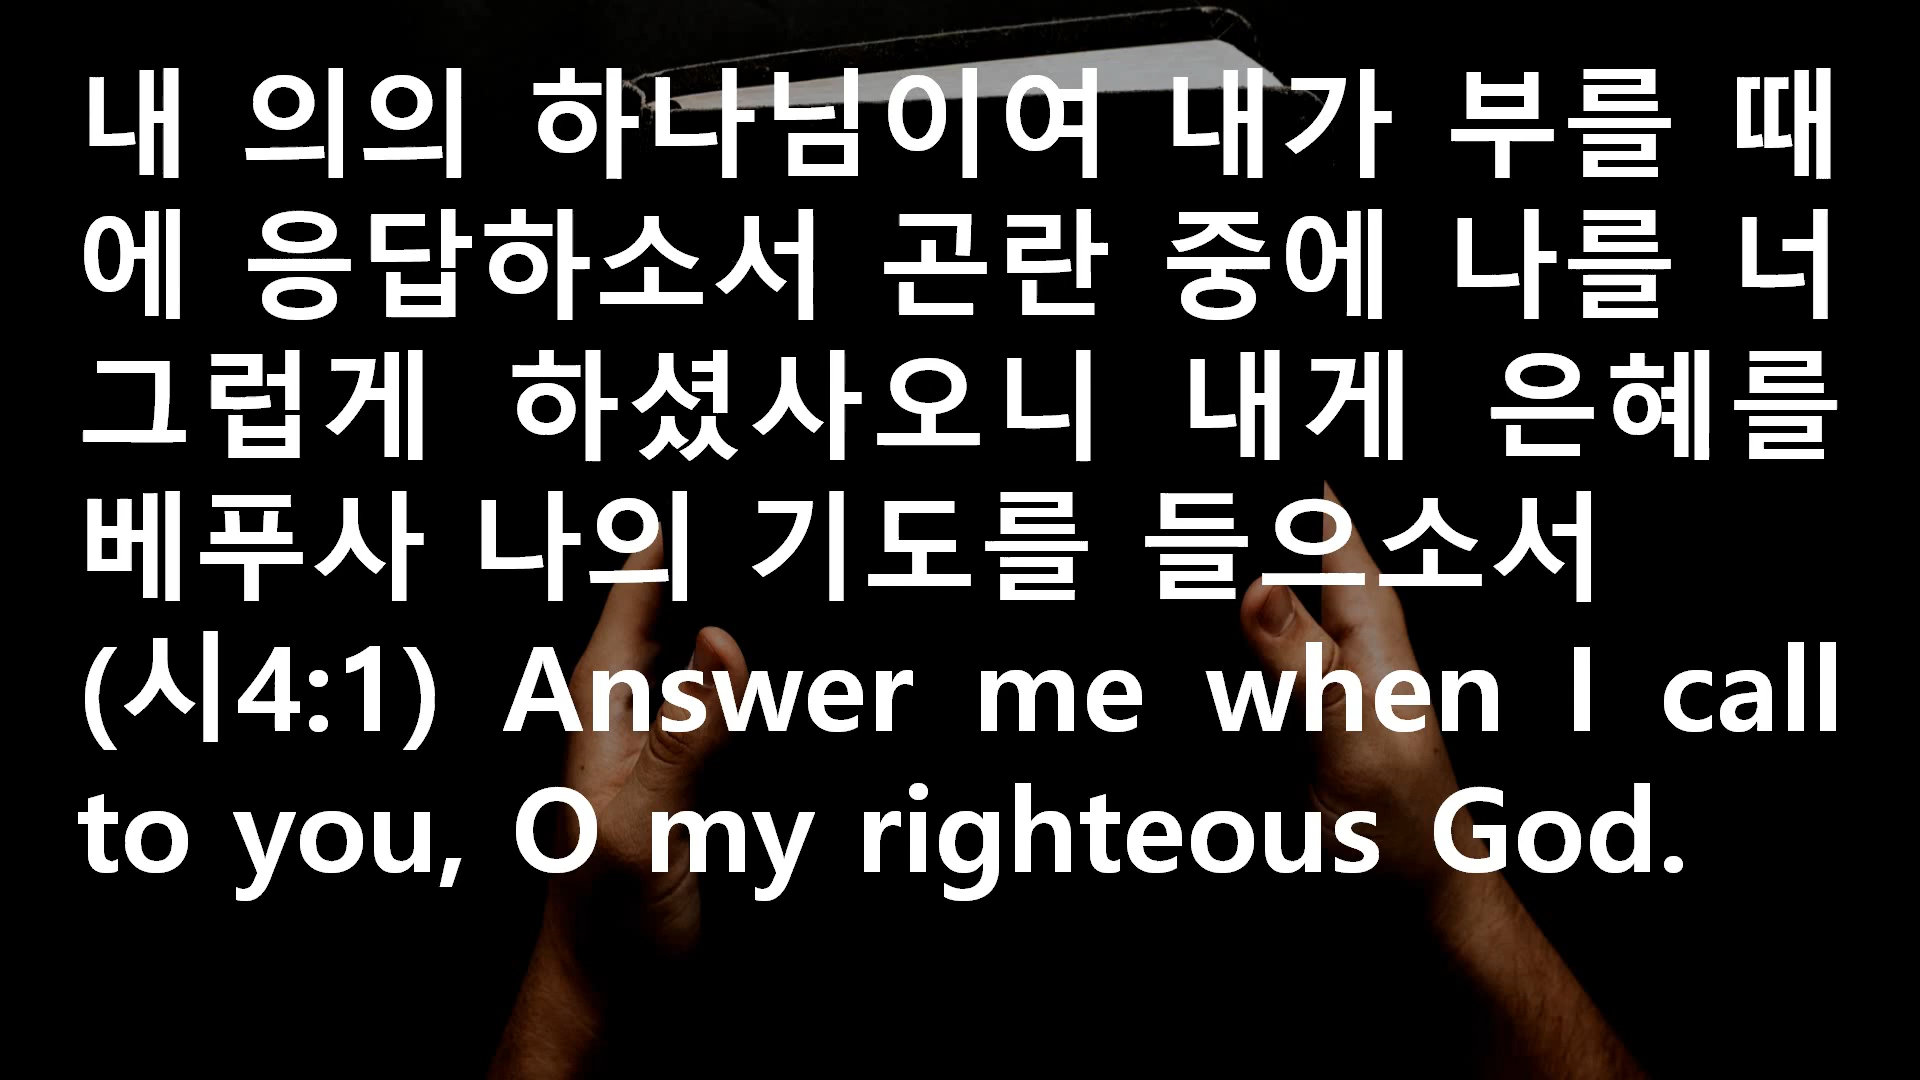 내 의의 하나님이여 내가 부를 때
에 응답하소서 곤란 중에 나를 너
그럽게 하셨사오니 내게 은혜를
베푸사 나의 기도를 들으소서
(시4:1) Answer me when I call
to you, O my righteous God.